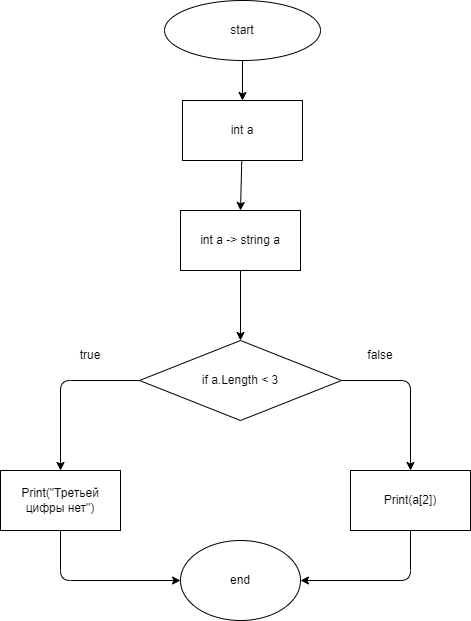 start
int a
int a -> string a
true
false
if a.Length < 3
Print("Третьей
цифры нет")
Print(a[2])
end